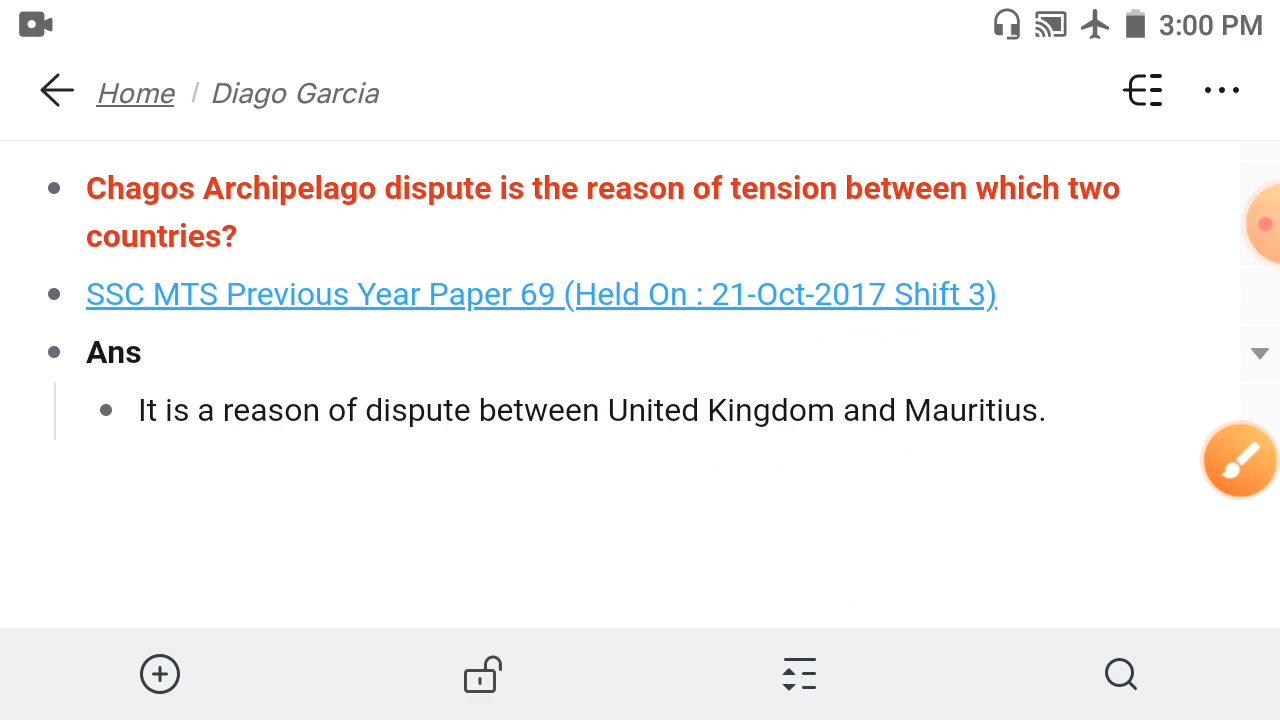 3:00 PM
Home / Diago Garcia
Chagos Archipelago dispute is the reason of tension between which two
countries?
SSC MTS Previous Year Paper 69 (Held On : 21-Oct-2017 Shift 3)
Ans
It is a reason of dispute between United Kingdom and Mauritius.